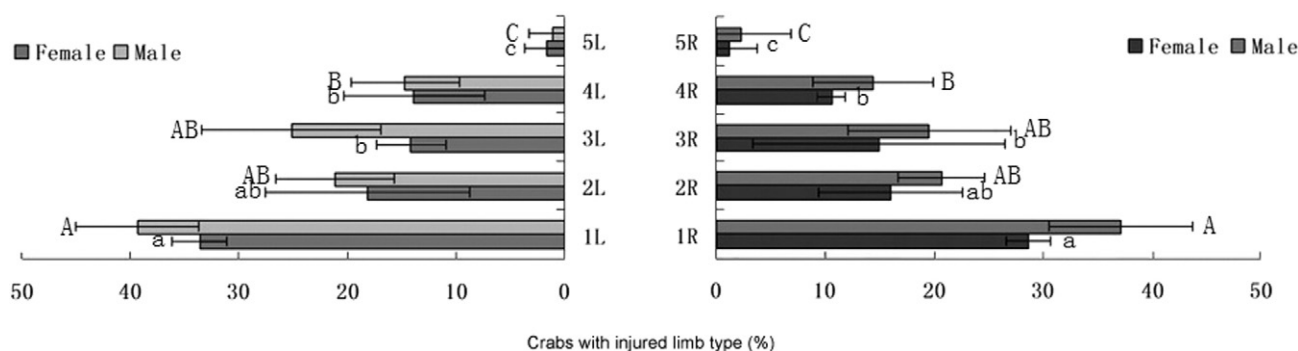 C 5L 5R C
c c
Female Male
Female Male
B 4L 4R B
b b
AB 3L 3R AB
b b
AB 2L 2R AB
ab ab
A 1L 1R A
a a
50 40 30 20 10 0 0 10 20 30 40 50
Crabs with injured limb type (%)